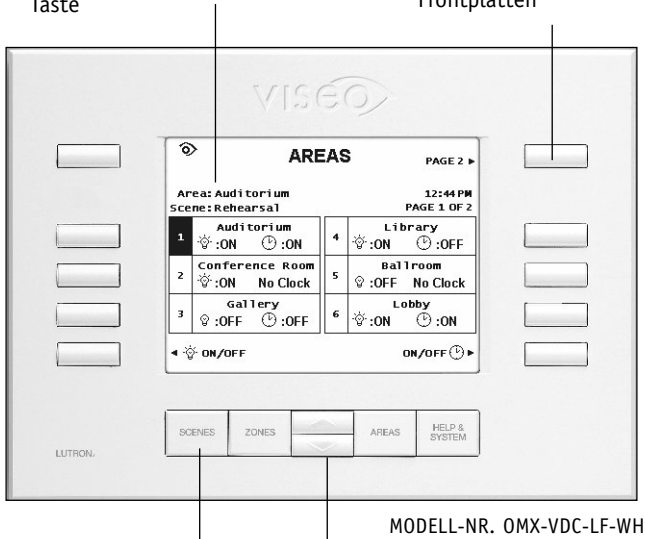 Taste
Frontplatten
VISEO
AREAS
PAGE 2 ►
Area: Auditorium
12:44 PM
Scene: Rehearsal
PAGE 1 OF 2
1 Auditorium :ON :ON
4 Library :ON :OFF
2 Conference Room :ON No Clock
5 Ballroom :OFF No Clock
3 Gallery :OFF :OFF
6 Lobby :ON :ON
◄ ON/OFF
ON/OFF ►
SCENES ZONES AREAS HELP & SYSTEM
LUTRON.
MODELL-NR. OMX-VDC-LF-WH